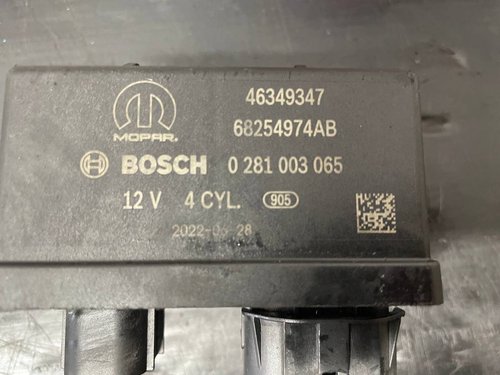 46349347
MOPAR.
68254974AB
BOSCH 0 281 003 065
12 V 4 CYL. 905